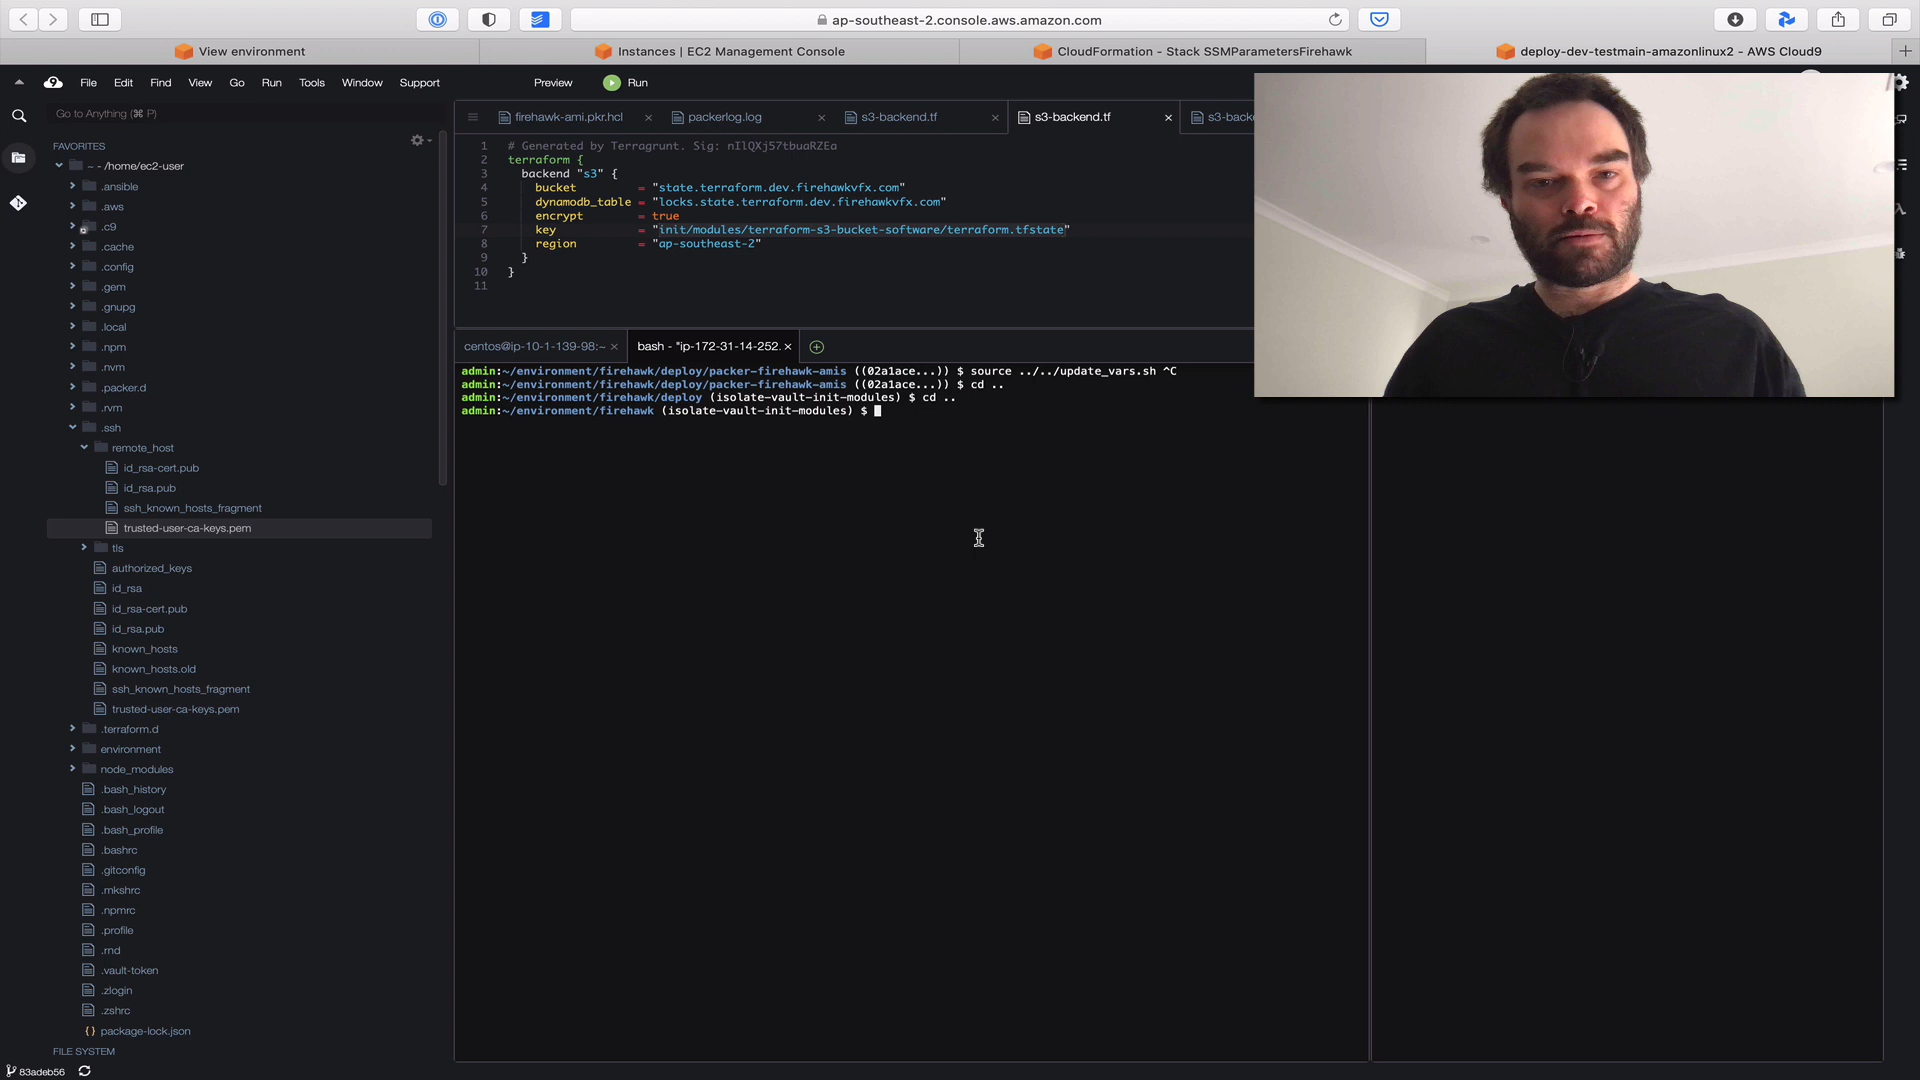 ap-southeast-2.console.aws.amazon.com
View environment
Instances | EC2 Management Console
CloudFormation - Stack SSMParametersFirehawk
deploy-dev-testmain-amazonlinux2 - AWS Cloud9
File Edit Find View Go Run Tools Window Support Preview Run
Go to Anything (⌘ P)
FAVORITES
~ - /home/ec2-user
.ansible
.aws
.c9
.cache
.config
.gem
.gnupg
.local
.npm
.nvm
.packer.d
.rvm
.ssh
remote_host
id_rsa-cert.pub
id_rsa.pub
ssh_known_hosts_fragment
trusted-user-ca-keys.pem
tls
authorized_keys
id_rsa
id_rsa-cert.pub
id_rsa.pub
known_hosts
known_hosts.old
ssh_known_hosts_fragment
trusted-user-ca-keys.pem
.terraform.d
environment
node_modules
.bash_history
.bash_logout
.bash_profile
.bashrc
.gitconfig
.mkshrc
.npmrc
.profile
.rnd
.vault-token
.zlogin
.zshrc
{} package-lock.json
FILE SYSTEM
83adeb56
firehawk-ami.pkr.hcl
packerlog.log
s3-backend.tf
s3-backend.tf
s3-back
1 # Generated by Terragrunt. Sig: nIlQXj57tbuaRZEa
2 terraform {
3 backend "s3" {
4 bucket = "state.terraform.dev.firehawkvfx.com"
5 dynamodb_table = "locks.state.terraform.dev.firehawkvfx.com"
6 encrypt = true
7 key = "init/modules/terraform-s3-bucket-software/terraform.tfstate"
8 region = "ap-southeast-2"
9 }
10 }
11
centos@ip-10-1-139-98:~
bash - "ip-172-31-14-252.
admin:~/environment/firehawk/deploy/packer-firehawk-amis ((02a1ace...)) $ source ../../update_vars.sh ^C
admin:~/environment/firehawk/deploy/packer-firehawk-amis ((02a1ace...)) $ cd ..
admin:~/environment/firehawk/deploy (isolate-vault-init-modules) $ cd ..
admin:~/environment/firehawk (isolate-vault-init-modules) $